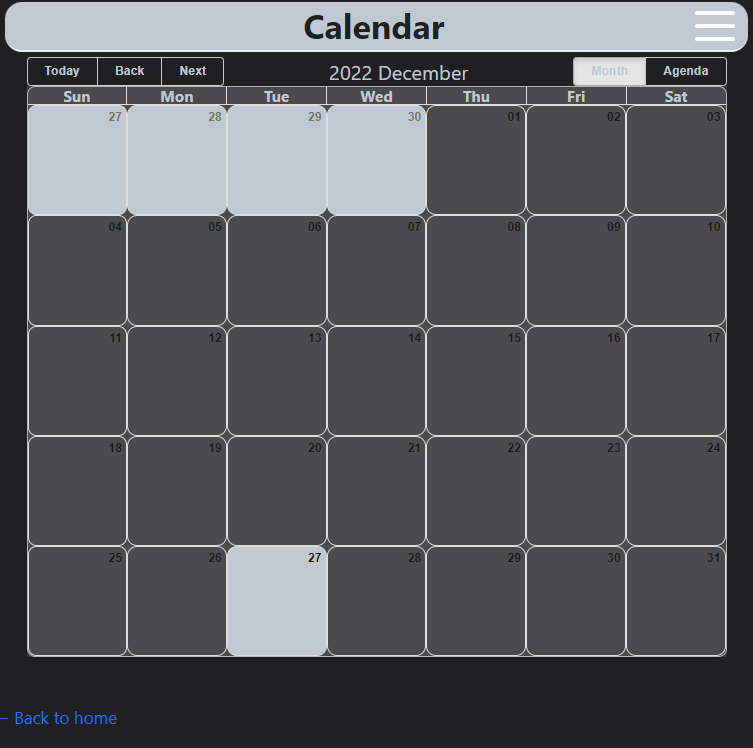 Calendar
Today Back Next 2022 December Month Agenda
Sun Mon Tue Wed Thu Fri Sat
27 28 29 30 01 02 03
04 05 06 07 08 09 10
11 12 13 14 15 16 17
18 19 20 21 22 23 24
25 26 27 28 29 30 31
← Back to home